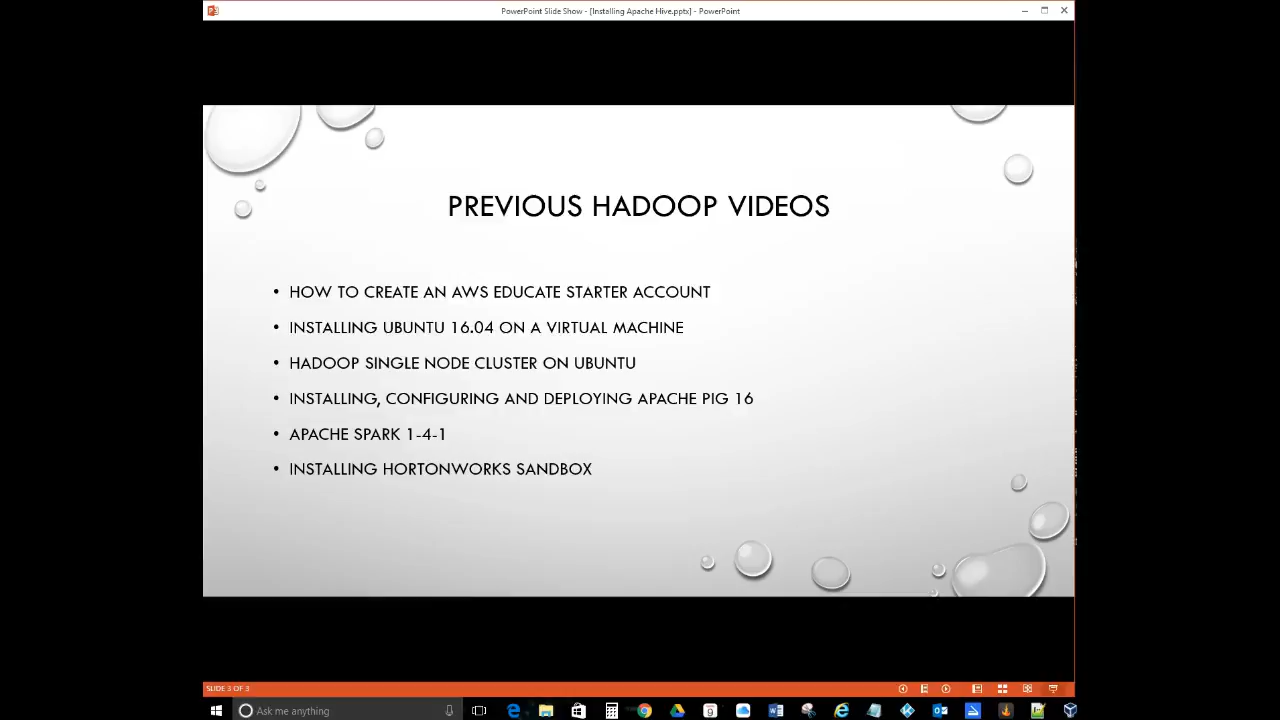 PowerPoint Slide Show - [Installing Apache Hive.pptx] - PowerPoint
PREVIOUS HADOOP VIDEOS
• HOW TO CREATE AN AWS EDUCATE STARTER ACCOUNT
• INSTALLING UBUNTU 16.04 ON A VIRTUAL MACHINE
• HADOOP SINGLE NODE CLUSTER ON UBUNTU
• INSTALLING, CONFIGURING AND DEPLOYING APACHE PIG 16
• APACHE SPARK 1-4-1
• INSTALLING HORTONWORKS SANDBOX
SLIDE 3 OF 3
Ask me anything
9